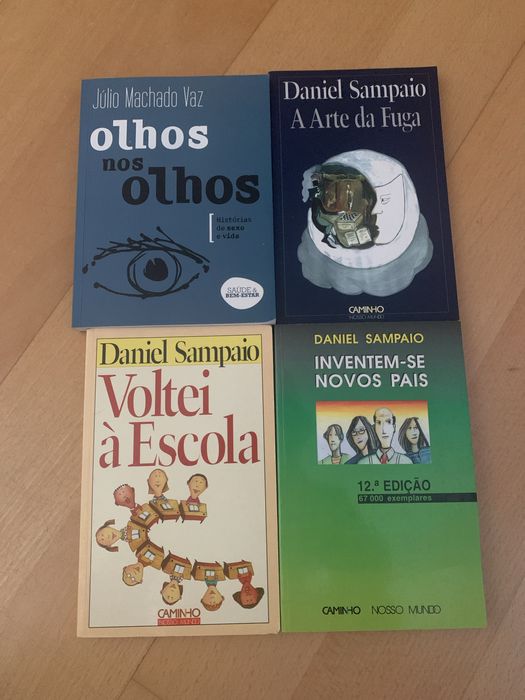 Júlio Machado Vaz
olhos
nos
olhos
[ Histórias
de sexo
e vida
SAÚDE &
BEM-ESTAR
Daniel Sampaio
A Arte da Fuga
CAMINHO
NOSSO MUNDO
Daniel Sampaio
Voltei
à Escola
CAMINHO
NOSSO MUNDO
DANIEL SAMPAIO
INVENTEM-SE
NOVOS PAIS
12.ª EDIÇÃO
67 000 exemplares
CAMINHO NOSSO MUNDO